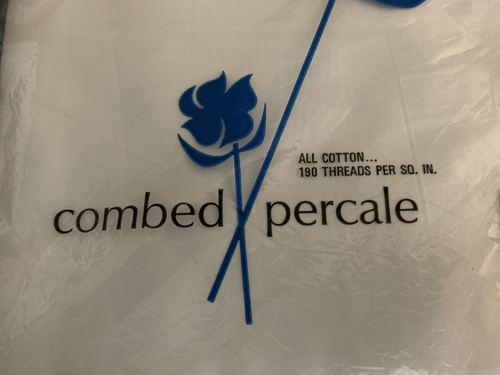 ALL COTTON...
190 THREADS PER SQ. IN.
combed percale